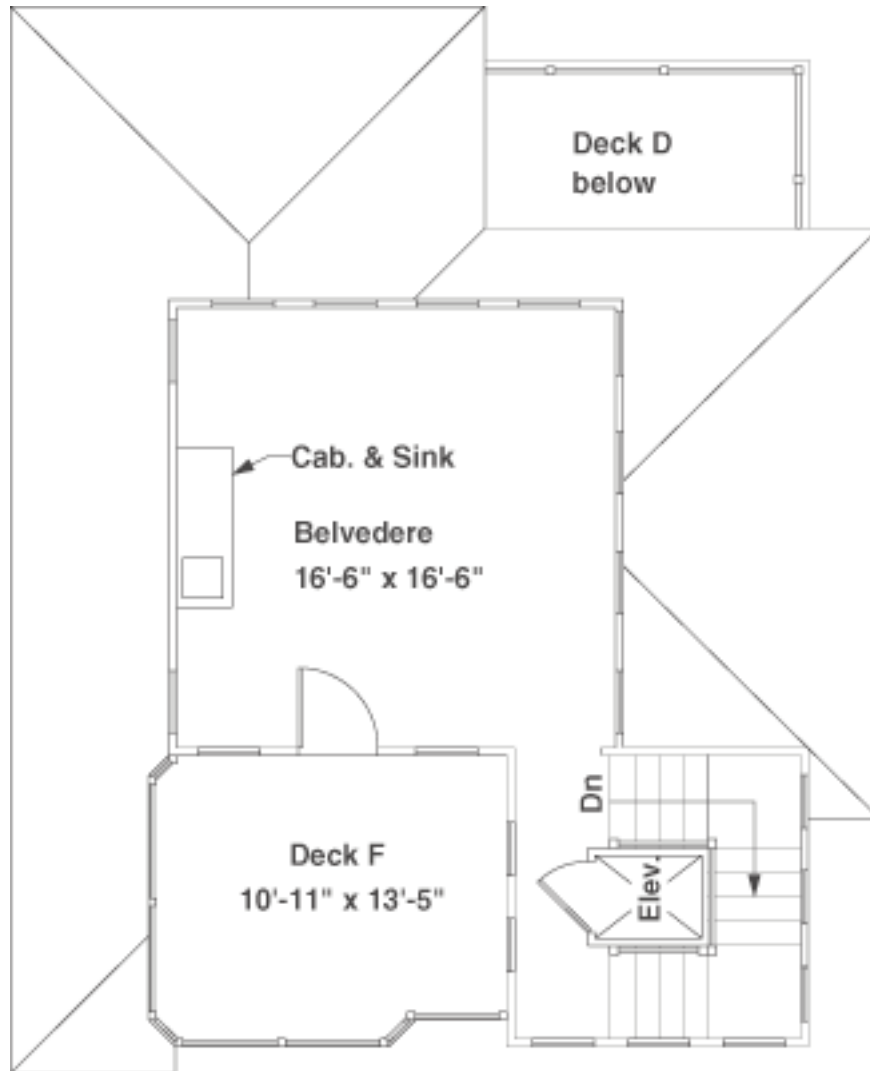 Deck D
below
Cab. & Sink
Belvedere
16'-6" x 16'-6"
Dn
Deck F
10'-11" x 13'-5"
Elev.